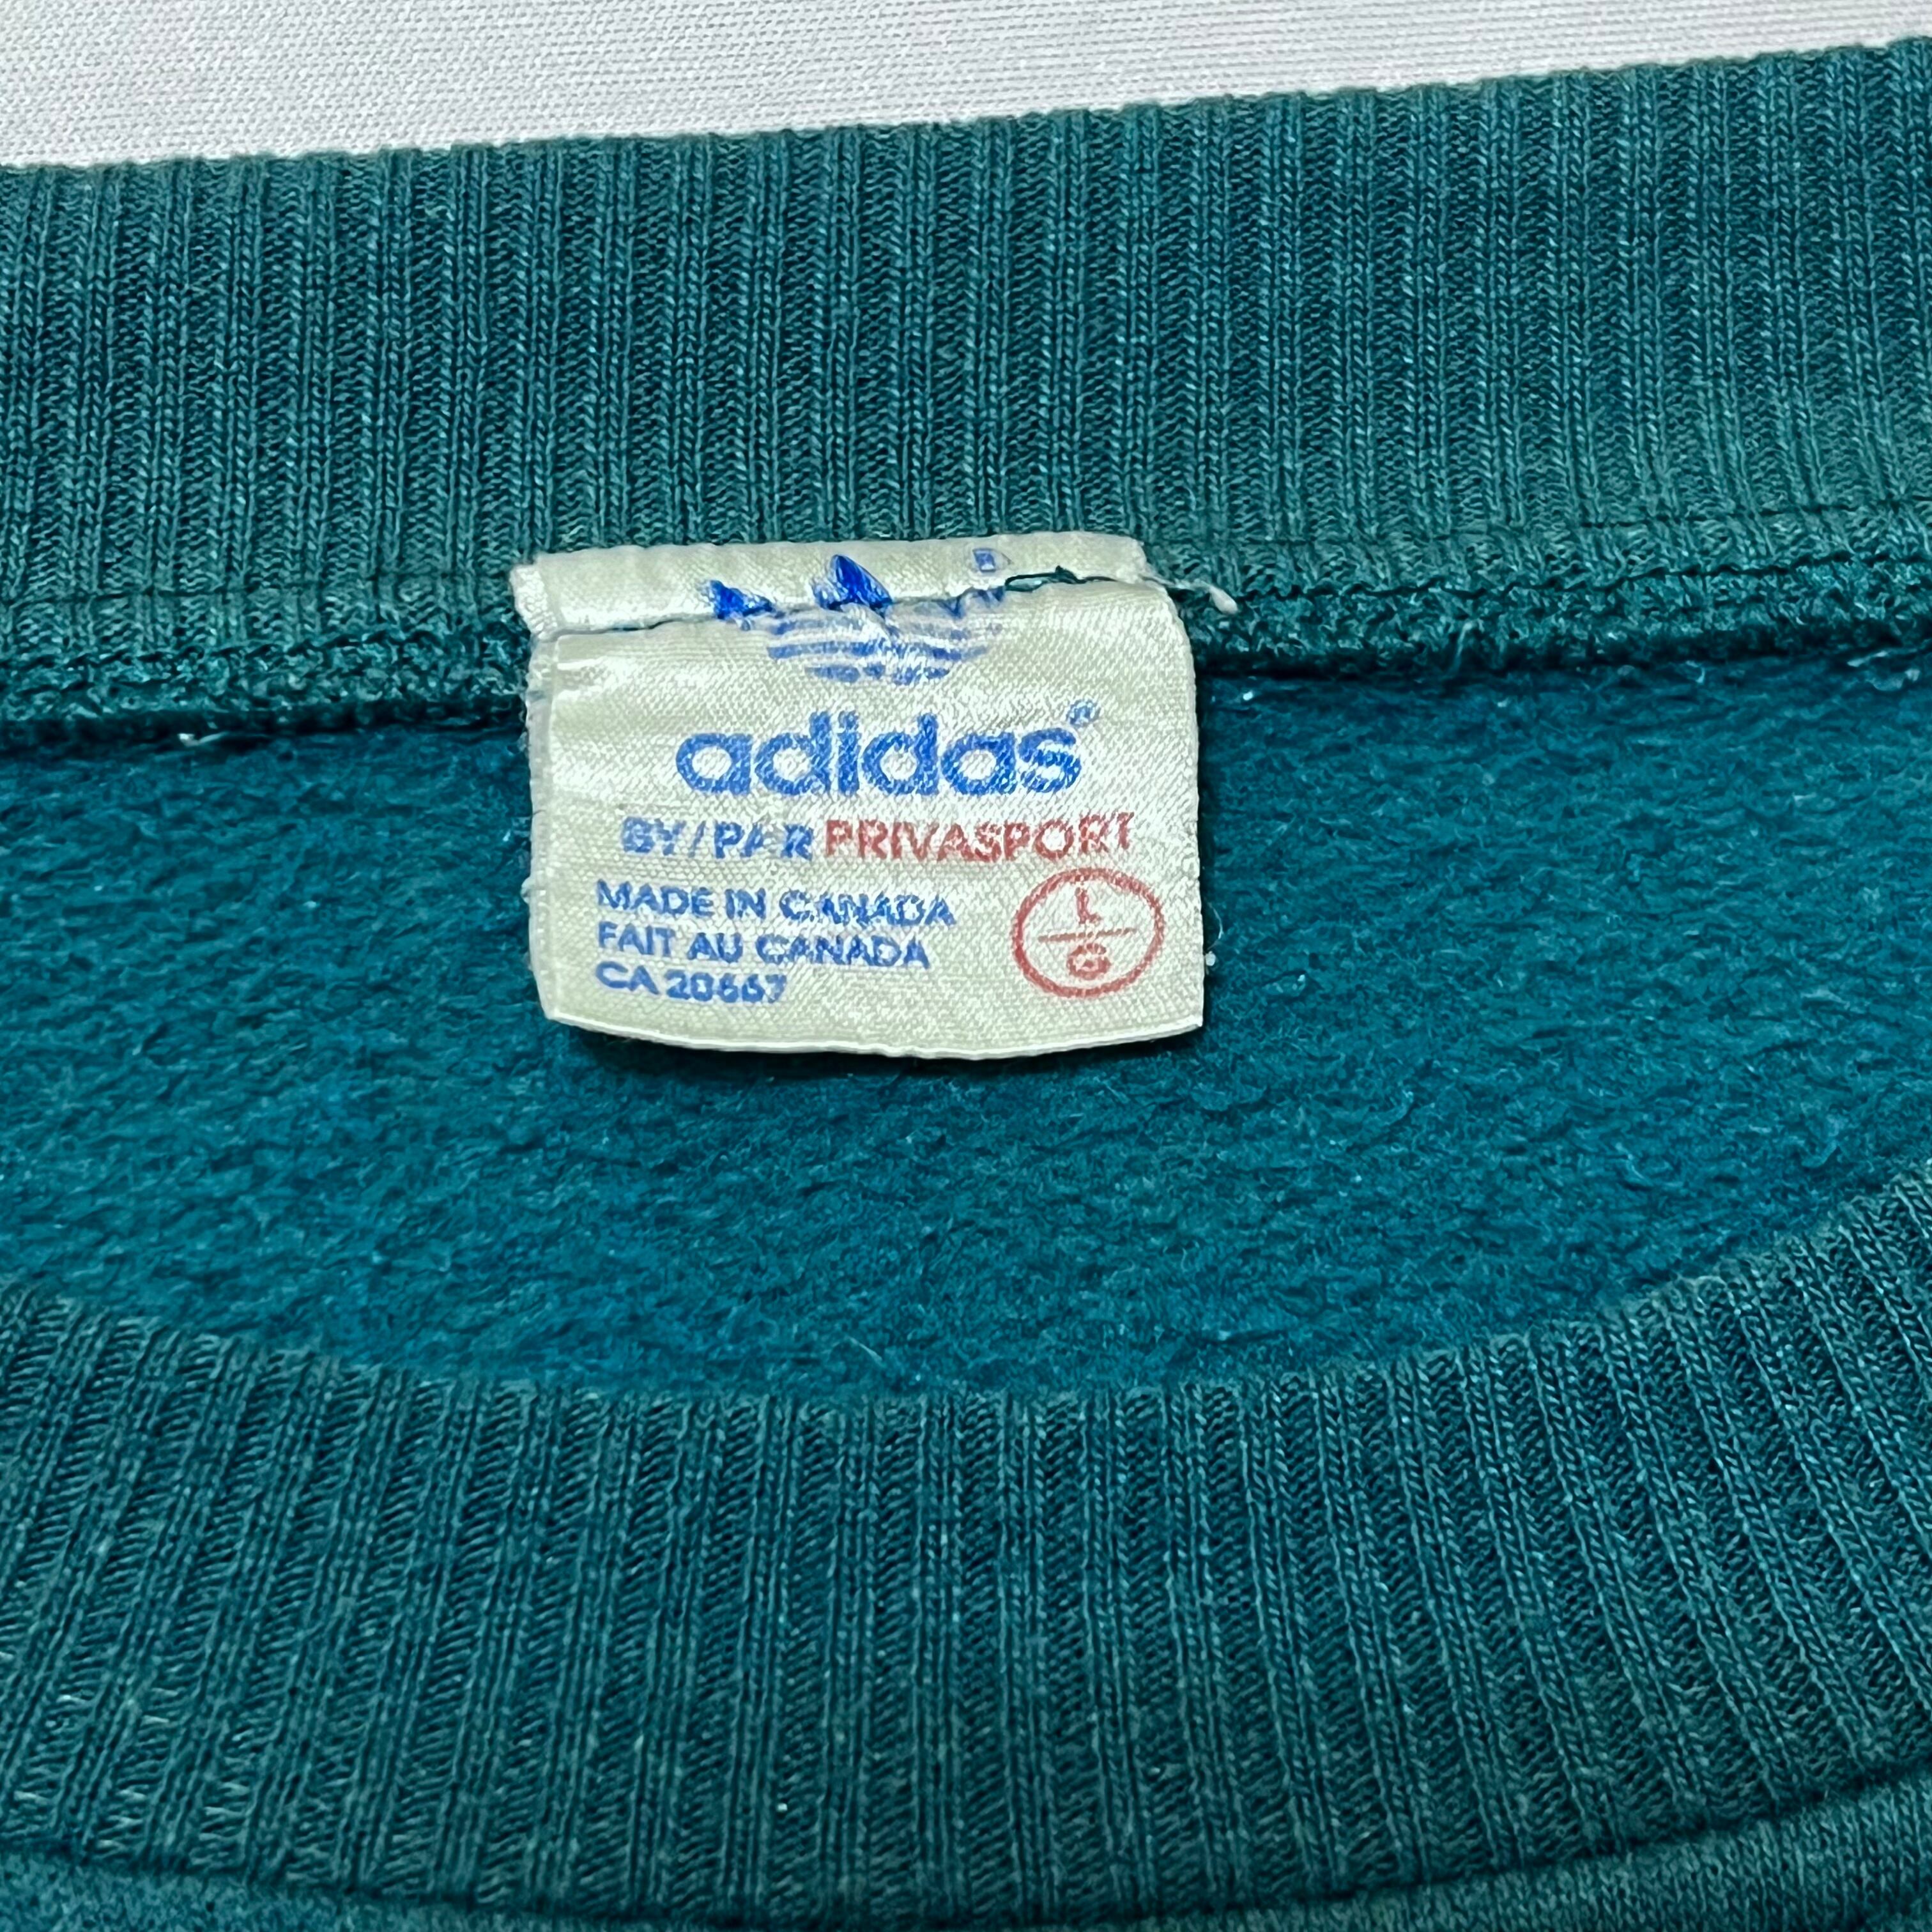 adidas®
BY/PAR PRIVASPORT
MADE IN CANADA
FAIT AU CANADA
CA 20667
L
G